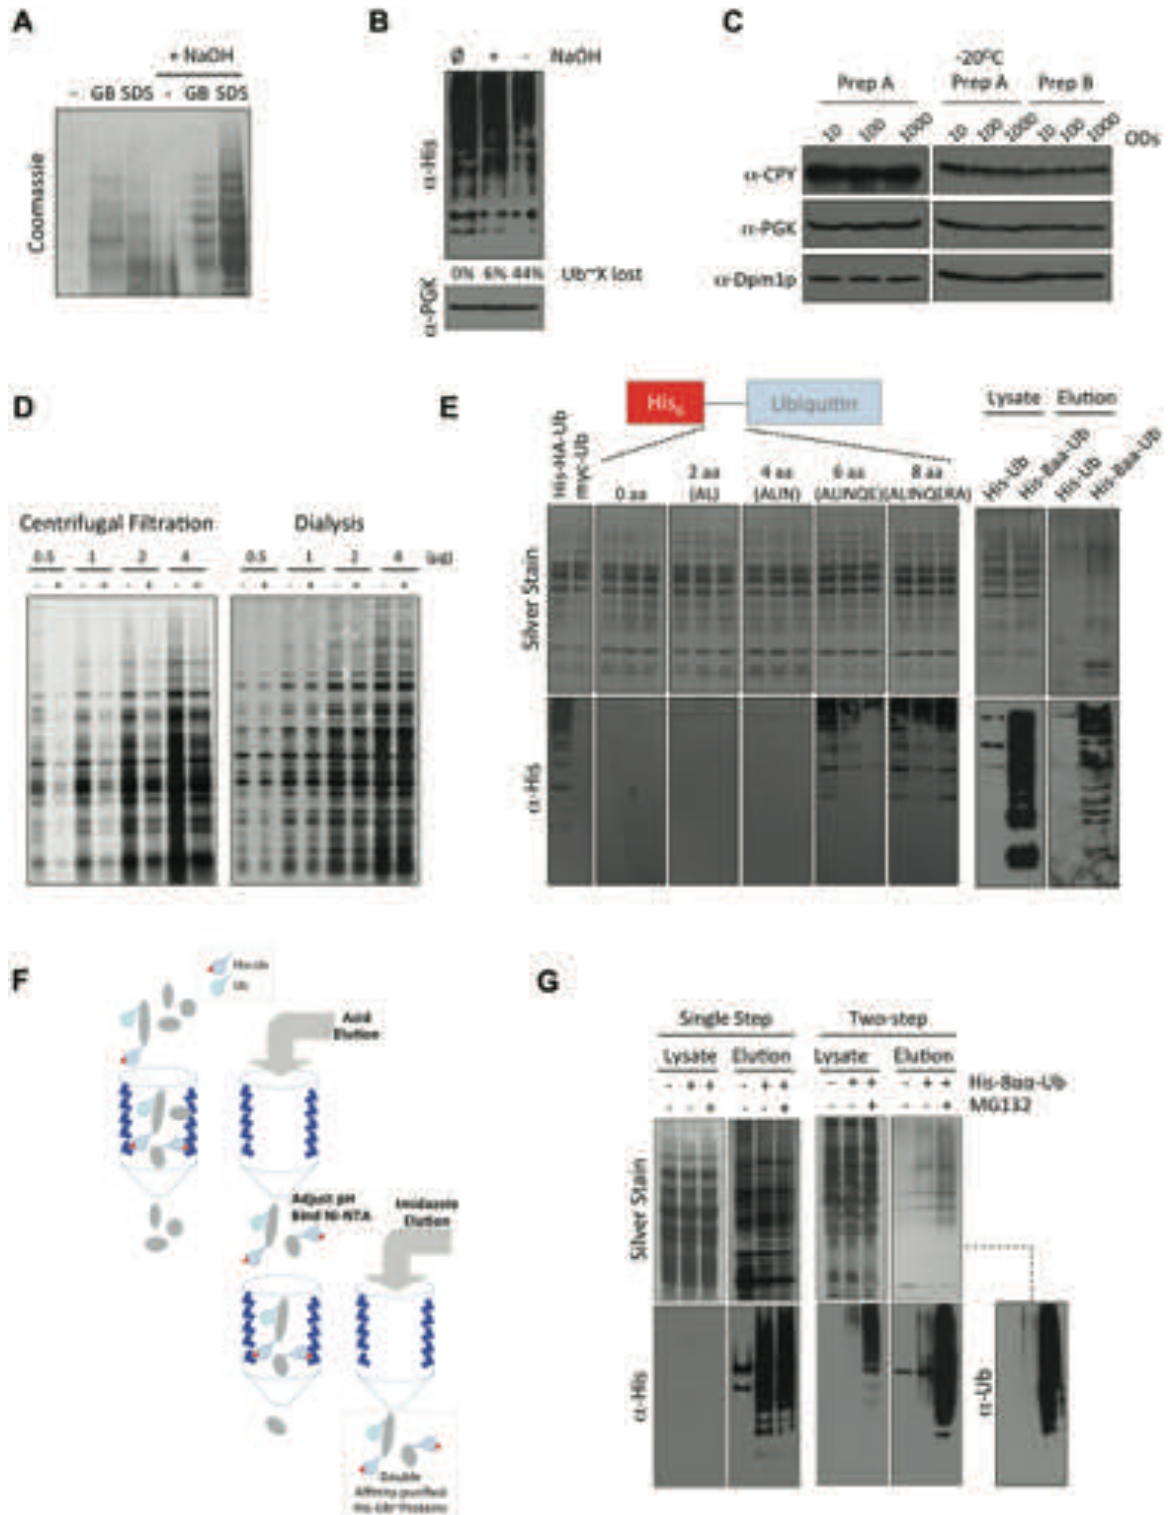 A
+ NaOH
- GB SDS - GB SDS
Coomassie
B
Ø + - NaOH
α-His
0% 6% 44% Ub~X lost
α-PGK
C
-20°C
Prep A Prep A Prep B
10 100 1000 10 100 1000 10 100 1000 ODs
α-CPY
α-PGK
α-Dpm1p
D
Centrifugal Filtration Dialysis
0.5 1 2 4 0.5 1 2 4
- + - + - + - + - + - + - + - +
E
His6 Ubiquitin
Lysate Elution
His-HA-Ub
myc-Ub
0 aa
2 aa
(AL)
4 aa
(ALIN)
6 aa
(ALINQE)
8 aa
(ALINQERA)
His-Ub
His-8aa-Ub
His-Ub
His-8aa-Ub
Silver Stain
α-His
F
His-Ub
Ub
Acid
Elution
Adjust pH
Bind Ni-NTA
Imidazole
Elution
Double
Affinity purified
His-Ub~Proteins
G
Single Step Two-step
Lysate Elution Lysate Elution
- + + - + + - + + - + + His-8aa-Ub
- - + - - + - - + - - + MG132
Silver Stain
α-His
α-Ub